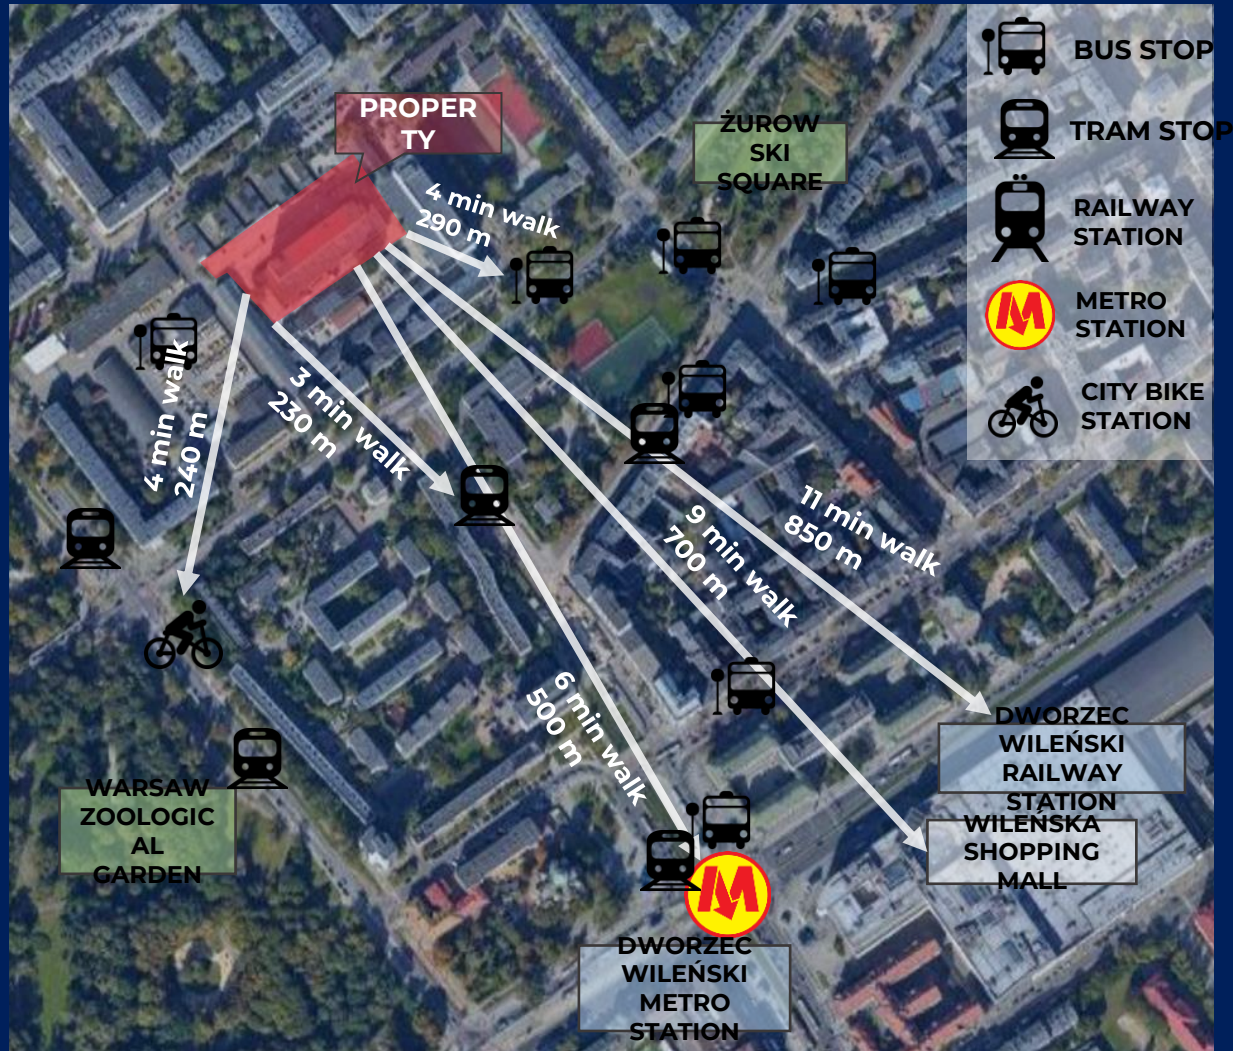 PROPER
TY
ŻUROW
SKI
SQUARE
BUS STOP
TRAM STOP
RAILWAY
STATION
METRO
STATION
CITY BIKE
STATION
4 min walk
290 m
4 min walk
240 m
3 min walk
230 m
6 min walk
500 m
9 min walk
700 m
11 min walk
850 m
WARSAW
ZOOLOGIC
AL
GARDEN
DWORZEC
WILEŃSKI
RAILWAY
STATION
WILEŃSKA
SHOPPING
MALL
M
DWORZEC
WILEŃSKI
METRO
STATION